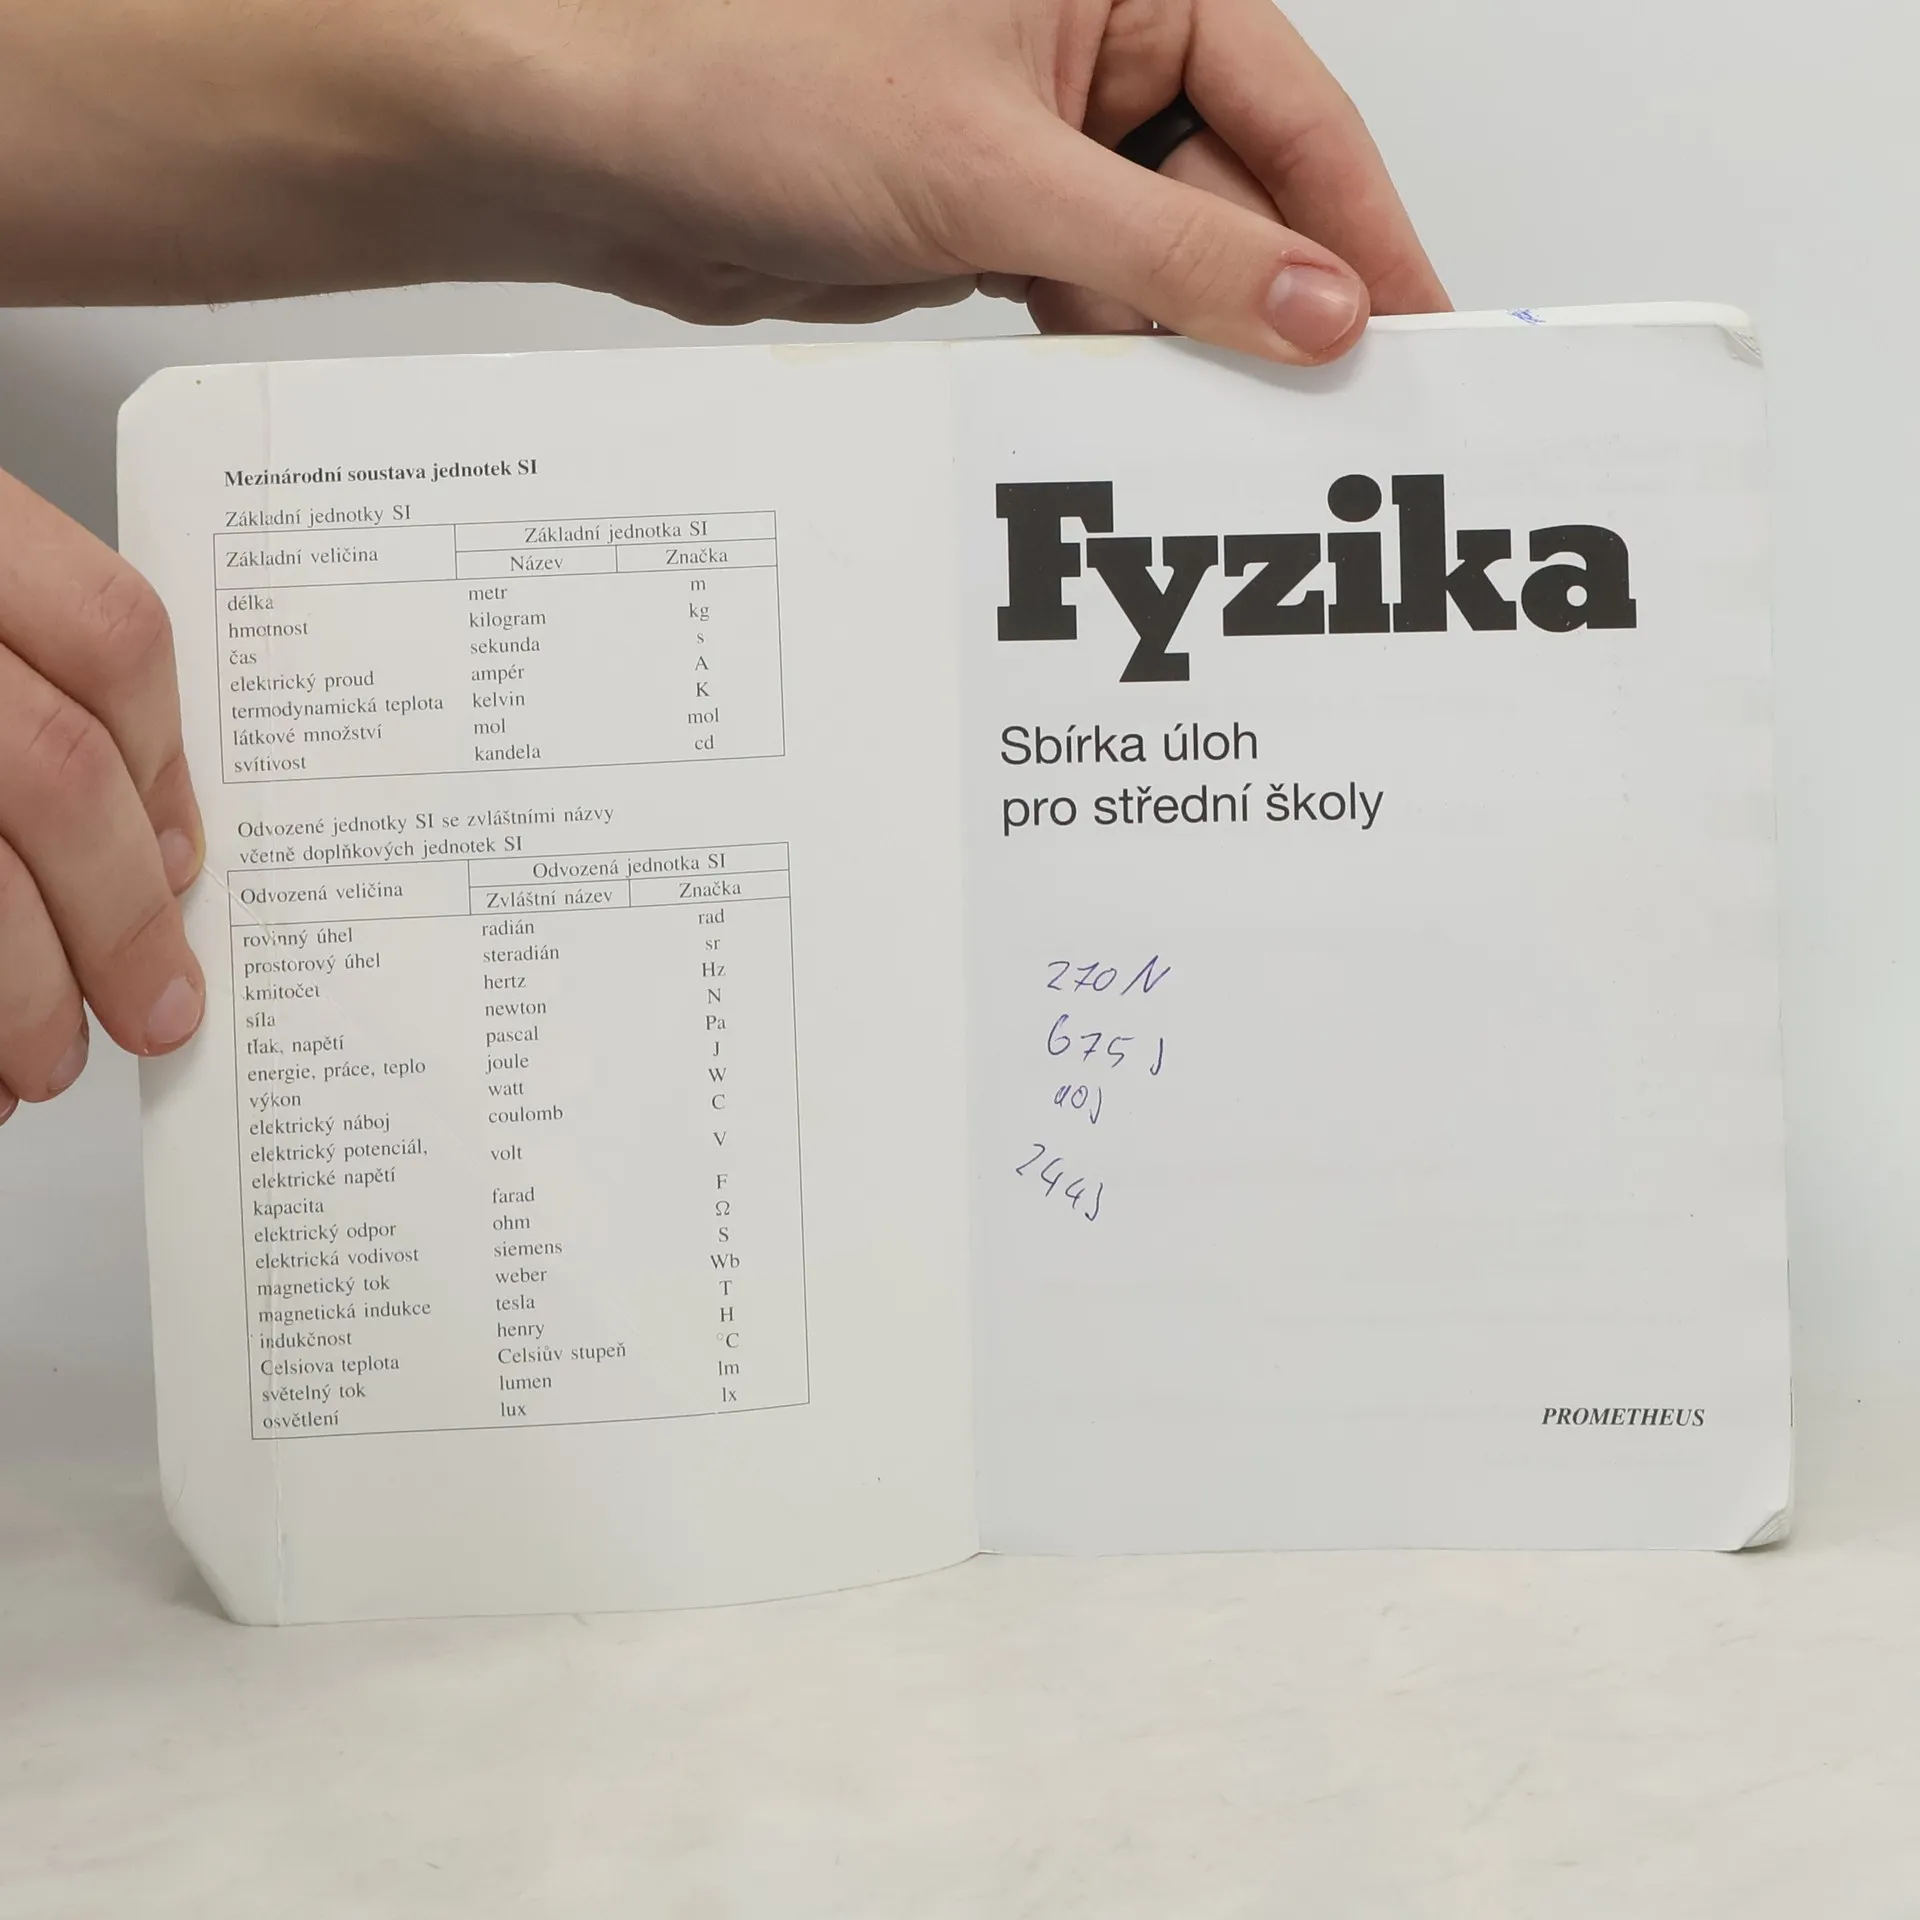 Mezinárodní soustava jednotek SI
Základní jednotky SI
Základní veličina Základní jednotka SI
Název Značka
délka metr m
hmotnost kilogram kg
čas sekunda s
elektrický proud ampér A
termodynamická teplota kelvin K
látkové množství mol mol
svítivost kandela cd
Odvozené jednotky SI se zvláštními názvy
včetně doplňkových jednotek SI
Odvozená veličina Odvozená jednotka SI
Zvláštní název Značka
rovinný úhel radián rad
prostorový úhel steradián sr
kmitočet hertz Hz
síla newton N
tlak, napětí pascal Pa
energie, práce, teplo joule J
výkon watt W
elektrický náboj coulomb C
elektrický potenciál,
elektrické napětí volt V
kapacita farad F
elektrický odpor ohm Ω
elektrická vodivost siemens S
magnetický tok weber Wb
magnetická indukce tesla T
indukčnost henry H
Celsiova teplota Celsiův stupeň °C
světelný tok lumen lm
osvětlení lux lx
Fyzika
Sbírka úloh
pro střední školy
270 N
675 J
244J
PROMETHEUS